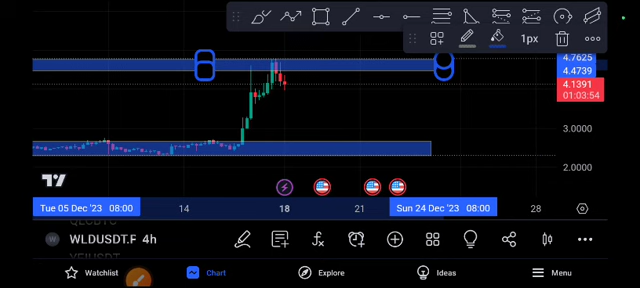 1px
4.7625
4.4739
4.1391
01:03:54
3.0000
2.0000
Tue 05 Dec '23 08:00
14
18
21
Sun 24 Dec '23 08:00
28
WLDUSDT.P 4h
Watchlist
Chart
Explore
Ideas
Menu